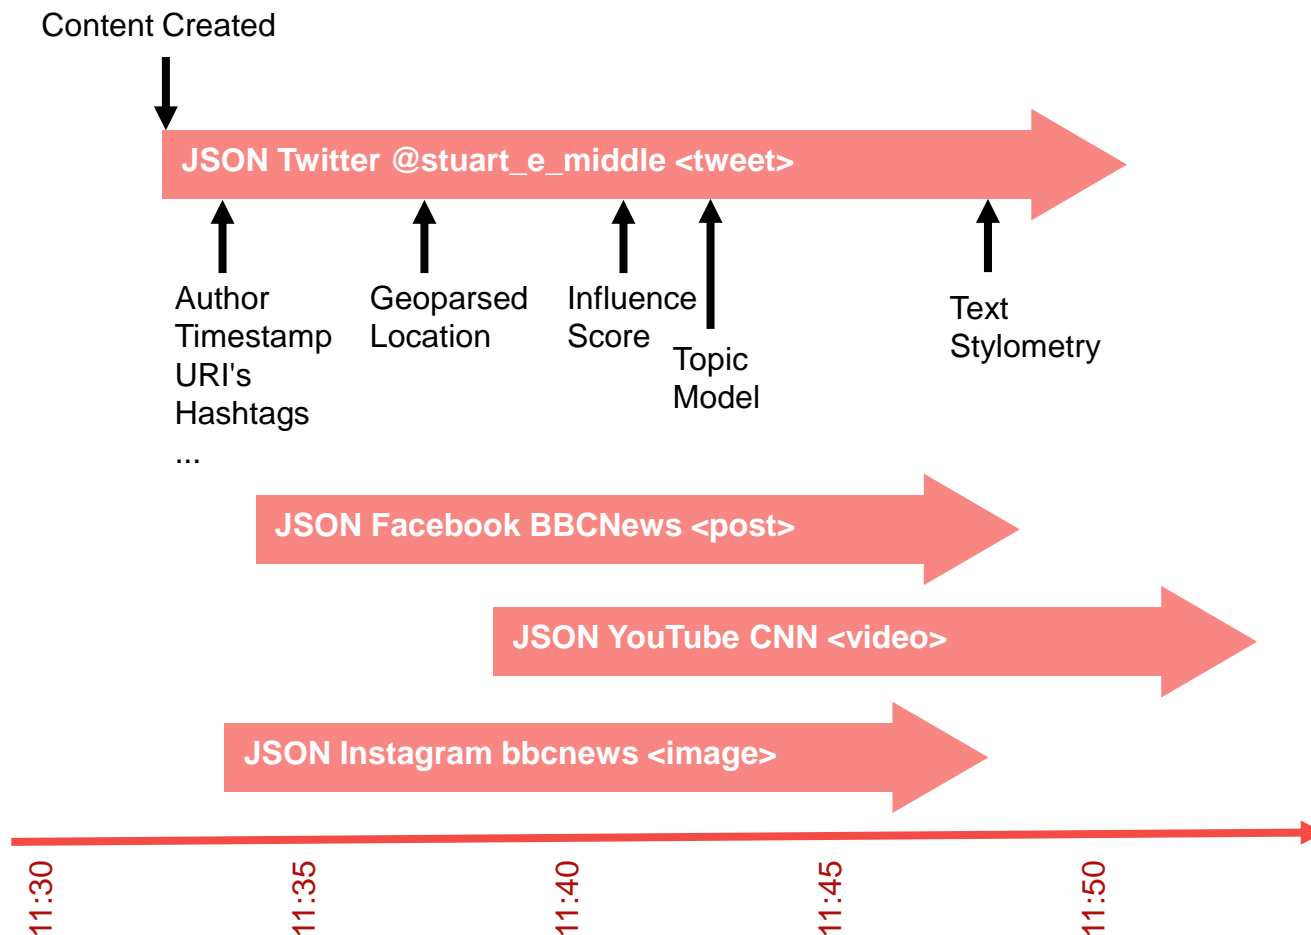 Content Created
JSON Twitter @stuart_e_middle <tweet>
Author
Timestamp
URI's
Hashtags
...
Geoparsed
Location
Influence
Score
Topic
Model
Text
Stylometry
JSON Facebook BBCNews <post>
JSON YouTube CNN <video>
JSON Instagram bbcnews <image>
11:30
11:35
11:40
11:45
11:50